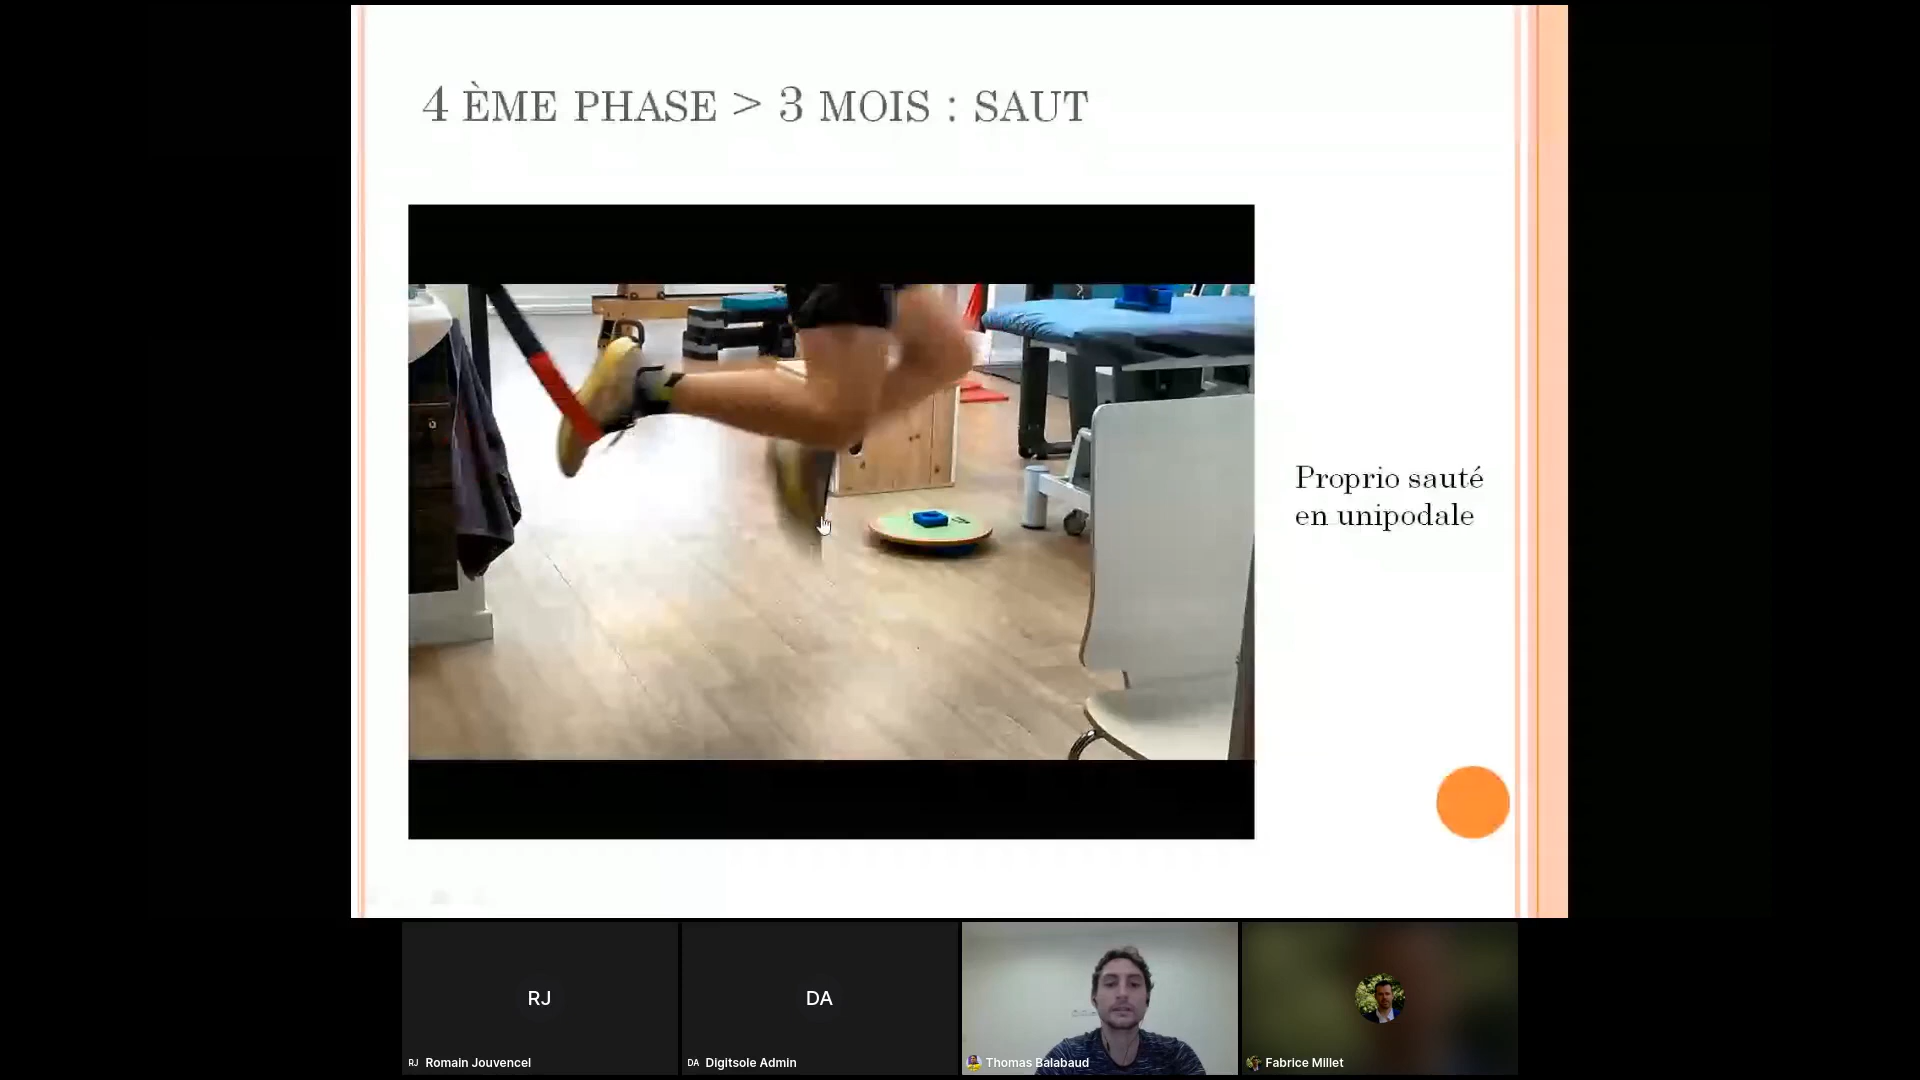 4 ÈME PHASE > 3 MOIS : SAUT
Proprio sauté
en unipodale
RJ
DA
RJ Romain Jouvencel
DA Digitsole Admin
Thomas Balabaud
Fabrice Millet